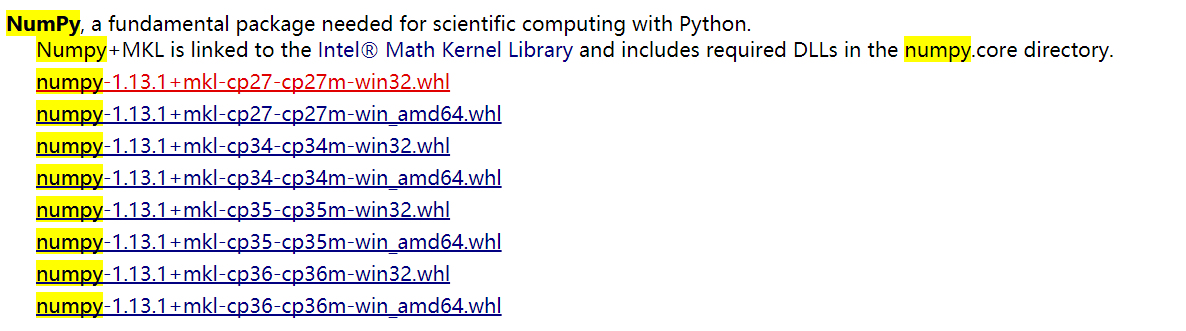 NumPy, a fundamental package needed for scientific computing with Python.
Numpy+MKL is linked to the Intel® Math Kernel Library and includes required DLLs in the numpy.core directory.
numpy-1.13.1+mkl-cp27-cp27m-win32.whl
numpy-1.13.1+mkl-cp27-cp27m-win_amd64.whl
numpy-1.13.1+mkl-cp34-cp34m-win32.whl
numpy-1.13.1+mkl-cp34-cp34m-win_amd64.whl
numpy-1.13.1+mkl-cp35-cp35m-win32.whl
numpy-1.13.1+mkl-cp35-cp35m-win_amd64.whl
numpy-1.13.1+mkl-cp36-cp36m-win32.whl
numpy-1.13.1+mkl-cp36-cp36m-win_amd64.whl